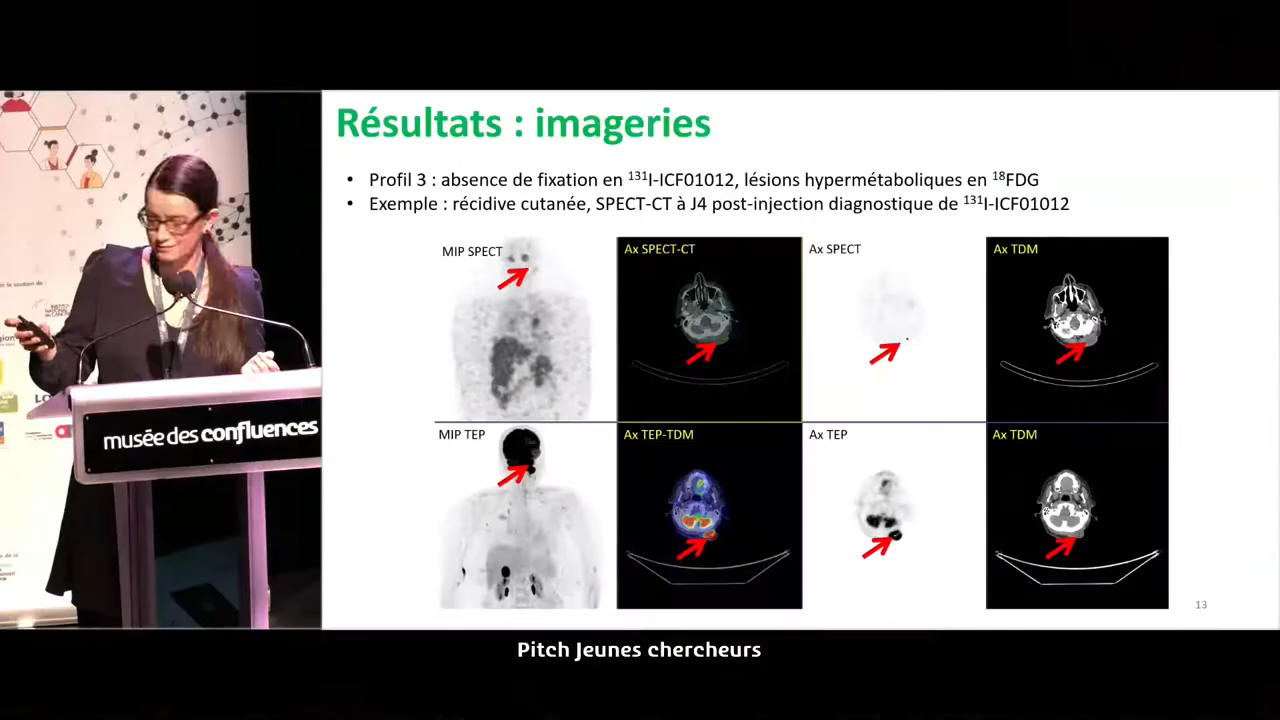 Résultats : imageries
• Profil 3 : absence de fixation en ¹³¹I-ICF01012, lésions hypermétaboliques en ¹⁸FDG
• Exemple : récidive cutanée, SPECT-CT à J4 post-injection diagnostique de ¹³¹I-ICF01012
MIP SPECT
Ax SPECT-CT
Ax SPECT
Ax TDM
MIP TEP
Ax TEP-TDM
Ax TEP
Ax TDM
13
musée des confluences
Pitch Jeunes chercheurs